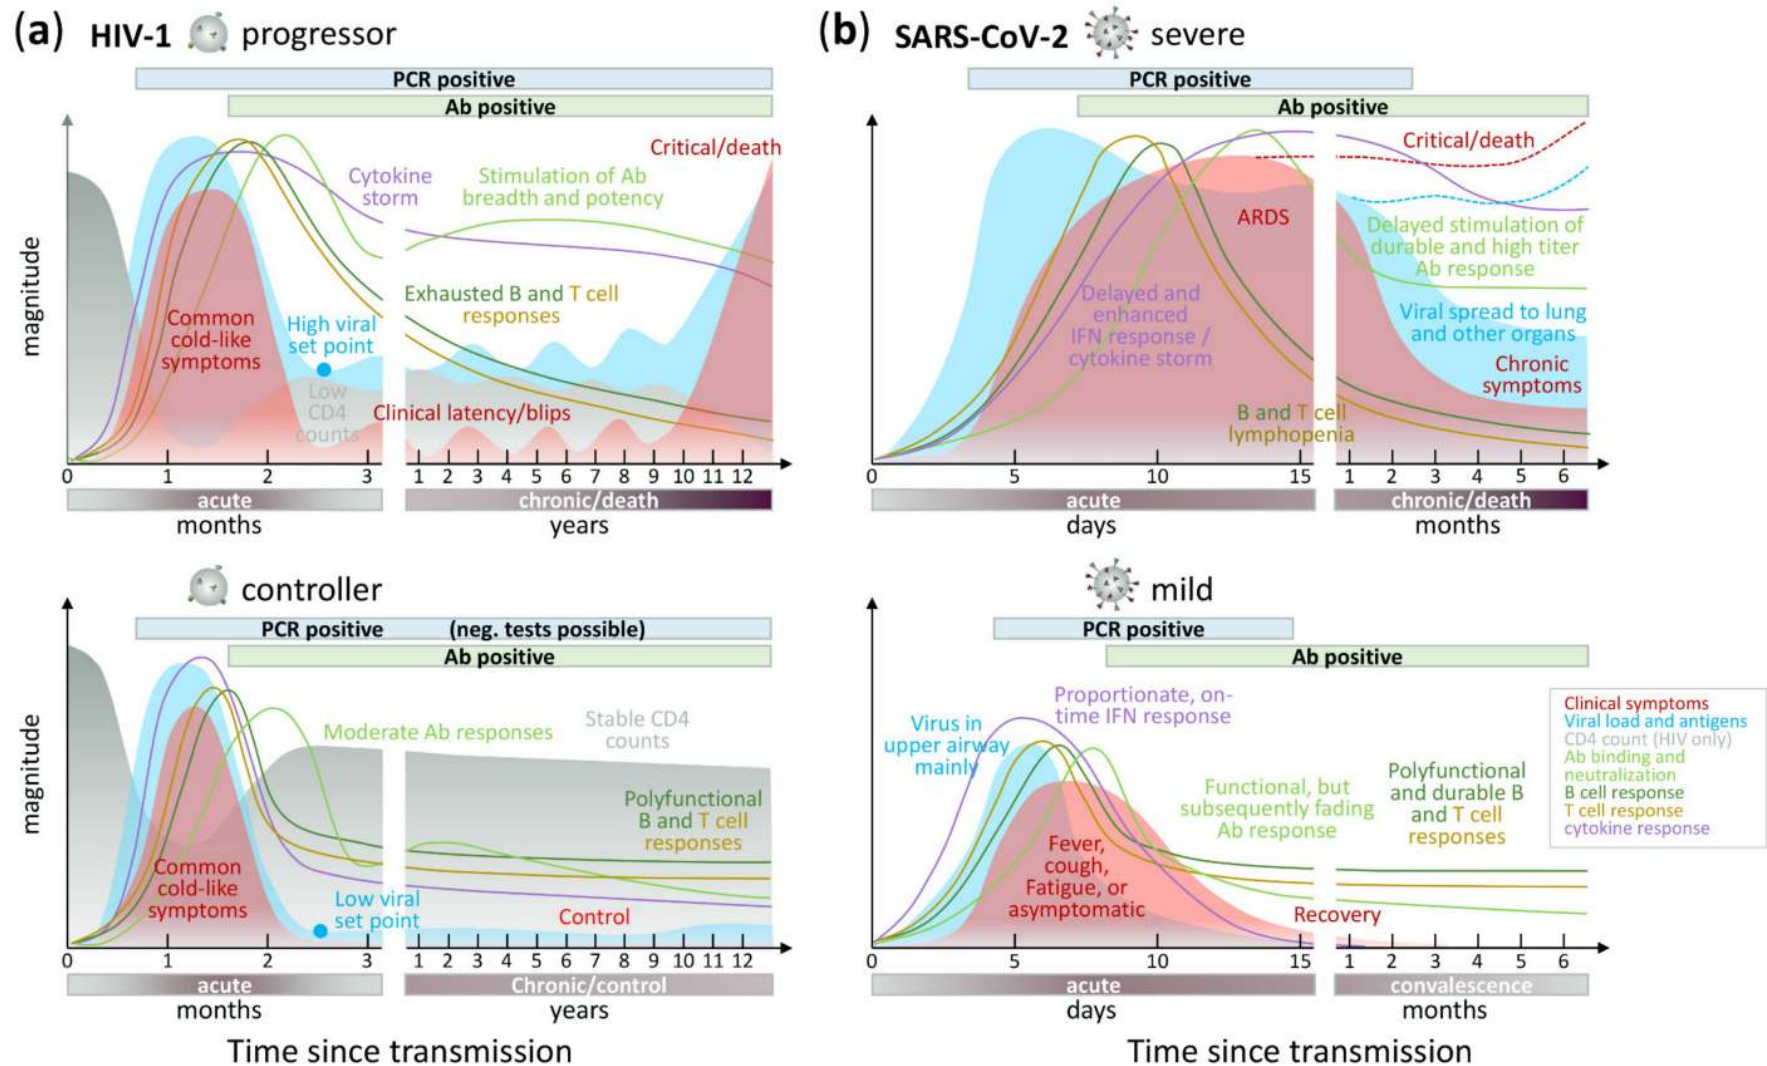 (a) HIV-1 progressor
PCR positive
Ab positive
magnitude
Critical/death
Cytokine
storm
Stimulation of Ab
breadth and potency
Exhausted B and T cell
responses
Common
cold-like
symptoms
High viral
set point
Low
CD4
counts
Clinical latency/blips
0 1 2 3 1 2 3 4 5 6 7 8 9 10 11 12
acute chronic/death
months years
controller
PCR positive (neg. tests possible)
Ab positive
magnitude
Moderate Ab responses
Stable CD4
counts
Polyfunctional
B and T cell
responses
Common
cold-like
symptoms
Low viral
set point
Control
0 1 2 3 1 2 3 4 5 6 7 8 9 10 11 12
acute Chronic/control
months years
Time since transmission
(b) SARS-CoV-2 severe
PCR positive
Ab positive
Critical/death
ARDS
Delayed stimulation of
durable and high titer
Ab response
Delayed and
enhanced
IFN response /
cytokine storm
Viral spread to lung
and other organs
Chronic
symptoms
B and T cell
lymphopenia
0 5 10 15 1 2 3 4 5 6
acute chronic/death
days months
mild
PCR positive
Ab positive
Virus in
upper airway
mainly
Proportionate, on-
time IFN response
Functional, but
subsequently fading
Ab response
Polyfunctional
and durable B
and T cell
responses
Fever,
cough,
Fatigue, or
asymptomatic
Recovery
0 5 10 15 1 2 3 4 5 6
acute convalescence
days months
Time since transmission
Clinical symptoms
Viral load and antigens
CD4 count (HIV only)
Ab binding and
neutralization
B cell response
T cell response
cytokine response